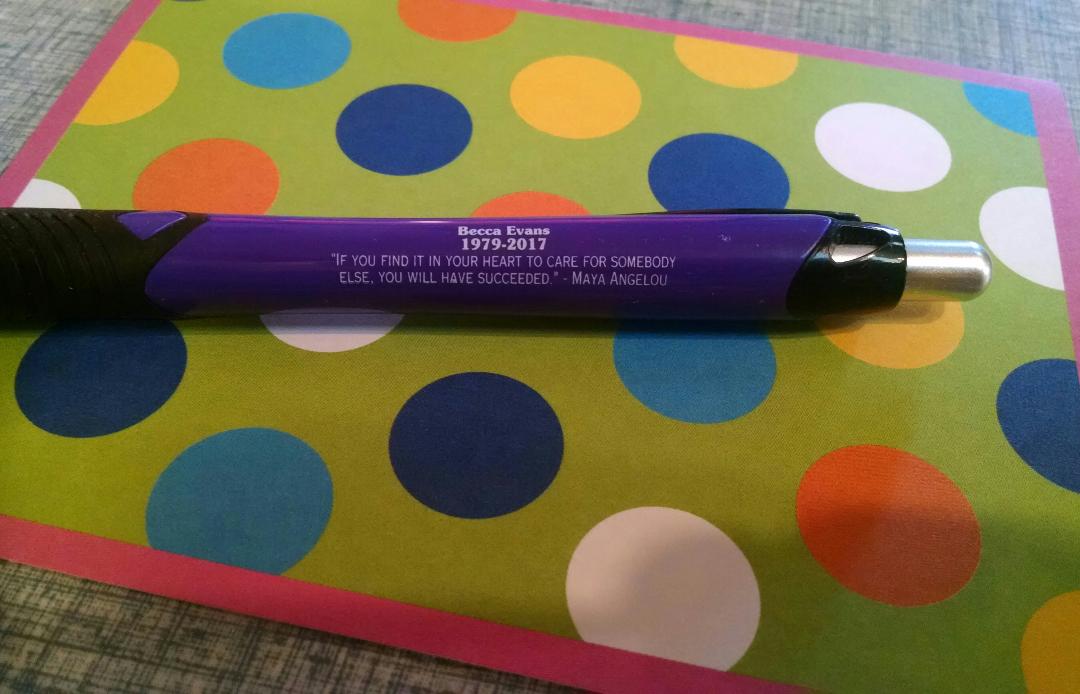 Becca Evans
1979-2017
"IF YOU FIND IT IN YOUR HEART TO CARE FOR SOMEBODY
ELSE, YOU WILL HAVE SUCCEEDED." - MAYA ANGELOU